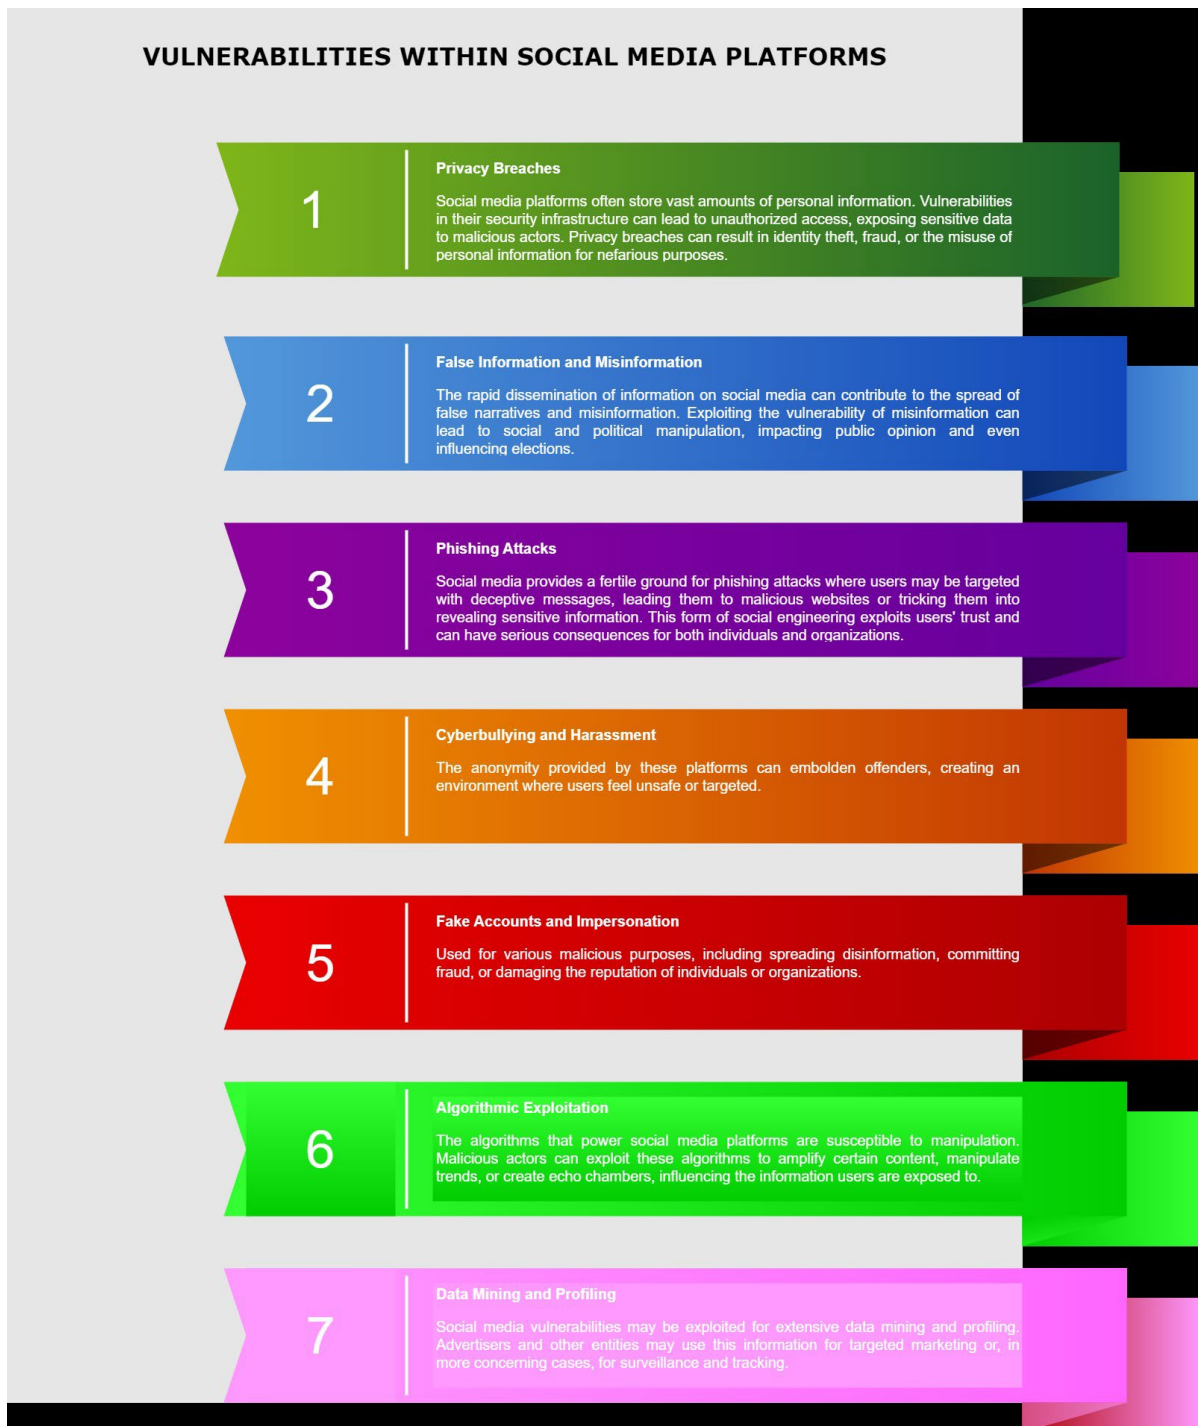 VULNERABILITIES WITHIN SOCIAL MEDIA PLATFORMS
1
Privacy Breaches
Social media platforms often store vast amounts of personal information. Vulnerabilities
in their security infrastructure can lead to unauthorized access, exposing sensitive data
to malicious actors. Privacy breaches can result in identity theft, fraud, or the misuse of
personal information for nefarious purposes.
2
False Information and Misinformation
The rapid dissemination of information on social media can contribute to the spread of
false narratives and misinformation. Exploiting the vulnerability of misinformation can
lead to social and political manipulation, impacting public opinion and even
influencing elections.
3
Phishing Attacks
Social media provides a fertile ground for phishing attacks where users may be targeted
with deceptive messages, leading them to malicious websites or tricking them into
revealing sensitive information. This form of social engineering exploits users' trust and
can have serious consequences for both individuals and organizations.
4
Cyberbullying and Harassment
The anonymity provided by these platforms can embolden offenders, creating an
environment where users feel unsafe or targeted.
5
Fake Accounts and Impersonation
Used for various malicious purposes, including spreading disinformation, committing
fraud, or damaging the reputation of individuals or organizations.
6
Algorithmic Exploitation
The algorithms that power social media platforms are susceptible to manipulation.
Malicious actors can exploit these algorithms to amplify certain content, manipulate
trends, or create echo chambers, influencing the information users are exposed to.
7
Data Mining and Profiling
Social media vulnerabilities may be exploited for extensive data mining and profiling.
Advertisers and other entities may use this information for targeted marketing or, in
more concerning cases, for surveillance and tracking.